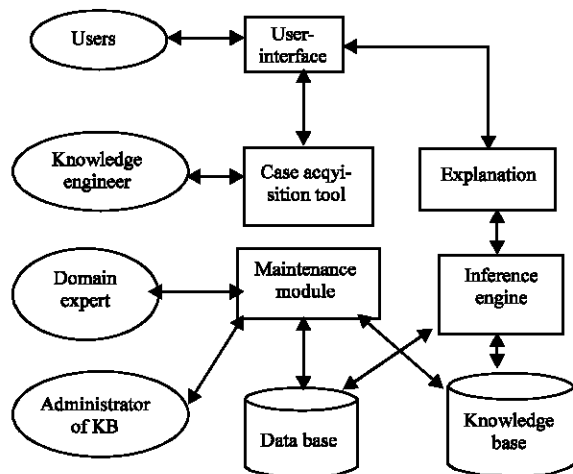 Users
User-
interface
Knowledge
engineer
Case acqyi-
sition tool
Explanation
Domain
expert
Maintenance
module
Inference
engine
Administrator
of KB
Data base
Knowledge
base